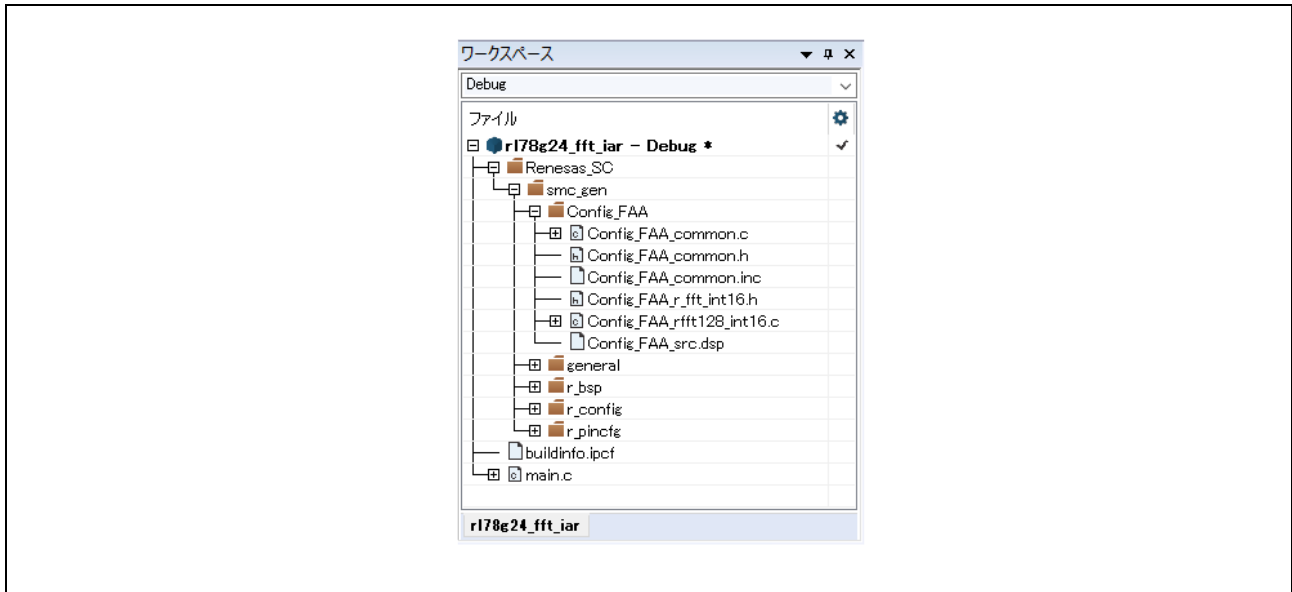 ワークスペース
Debug
ファイル
rl78g24_fft_iar - Debug *
Renesas_SC
smc_gen
Config_FAA
Config_FAA_common.c
Config_FAA_common.h
Config_FAA_common.inc
Config_FAA_r_fft_int16.h
Config_FAA_rfft128_int16.c
Config_FAA_src.dsp
general
r_bsp
r_config
r_pincfg
buildinfo.ipcf
main.c
rl78g24_fft_iar